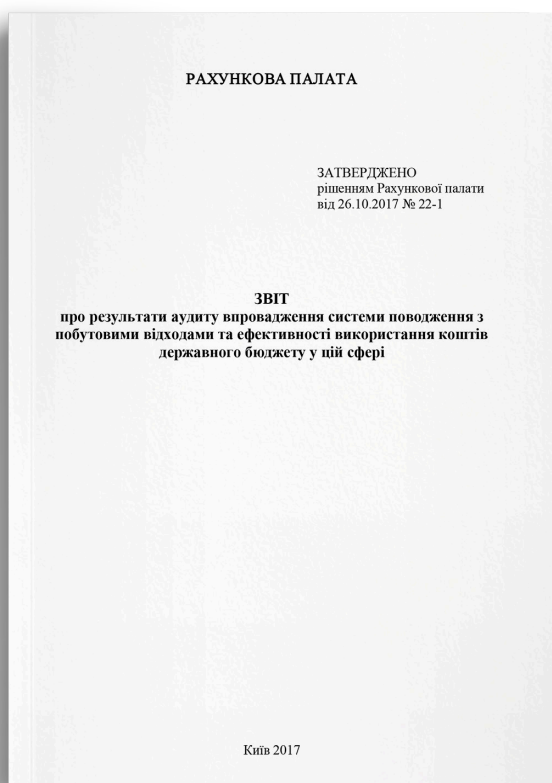 РАХУНКОВА ПАЛАТА
ЗАТВЕРДЖЕНО
рішенням Рахункової палати
від 26.10.2017 № 22-1
ЗВІТ
про результати аудиту впровадження системи поводження з
побутовими відходами та ефективності використання коштів
державного бюджету у цій сфері
Київ 2017